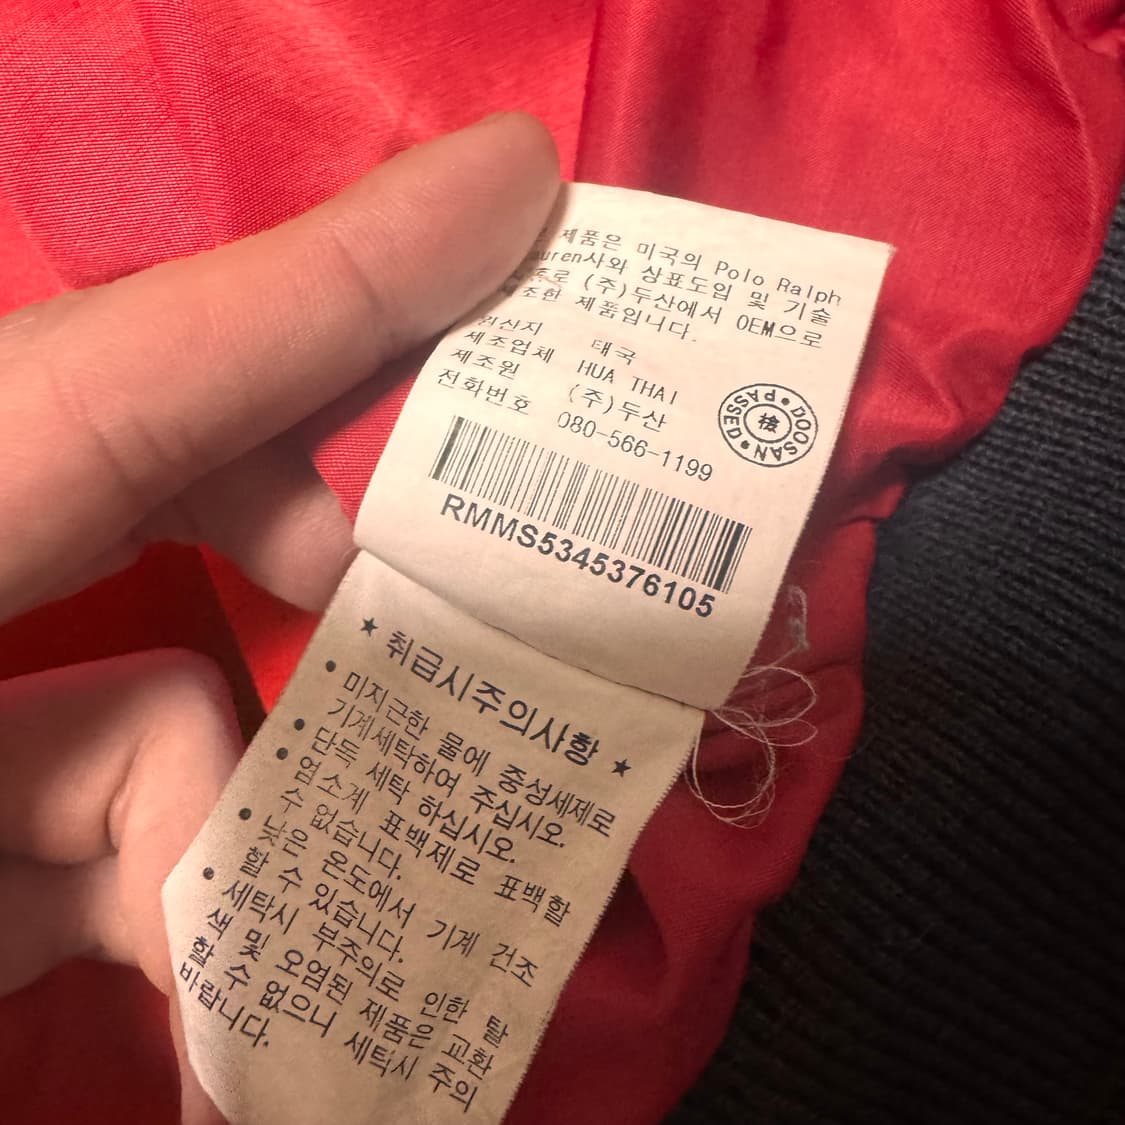 제품은 미국의 Polo Ralph
uren사와 상표도입 및 기술
(주)두산에서 OEM으로
제품입니다.
원산지 태국
제조업체 HUA THAI
제조원 (주)두산
전화번호 080-566-1199
DOOSAN • PASSED •
檢
RMMS5345376105
★ 취급시주의사항 ★
• 미지근한 물에 중성세제로
기계세탁하여 주십시오.
• 단독 세탁 하십시오.
• 염소계 표백제로 표백할
수 없습니다.
• 낮은 온도에서 기계 건조
할 수 있습니다.
• 세탁시 부주의로 인한 탈
색 및 오염된 제품은 교환
할 수 없으니 세탁시 주의
바랍니다.